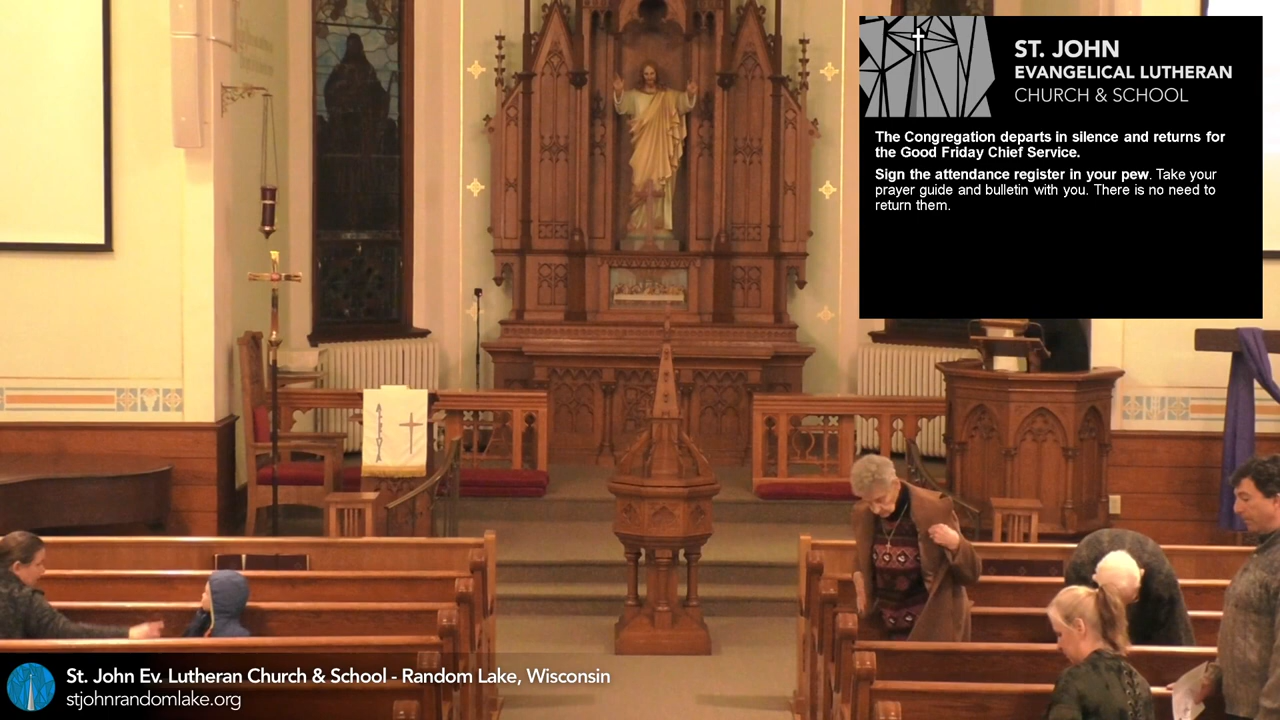 ST. JOHN
EVANGELICAL LUTHERAN
CHURCH & SCHOOL
The Congregation departs in silence and returns for
the Good Friday Chief Service.
Sign the attendance register in your pew. Take your
prayer guide and bulletin with you. There is no need to
return them.
St. John Ev. Lutheran Church & School - Random Lake, Wisconsin
stjohnrandomlake.org